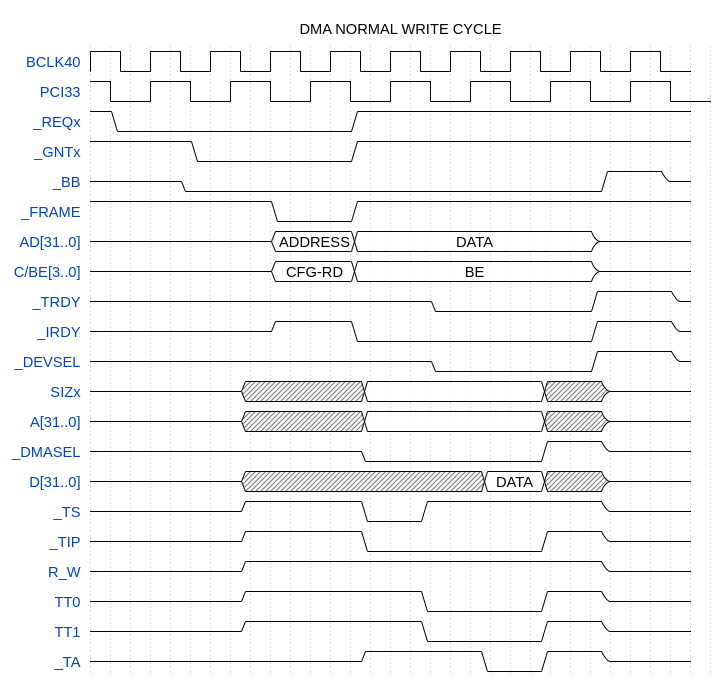 DMA NORMAL WRITE CYCLE
BCLK40
PCI33
_REQx
_GNTx
_BB
_FRAME
AD[31..0] ADDRESS DATA
C/BE[3..0] CFG-RD BE
_TRDY
_IRDY
_DEVSEL
SIZx
A[31..0]
_DMASEL
D[31..0] DATA
_TS
_TIP
R_W
TT0
TT1
_TA